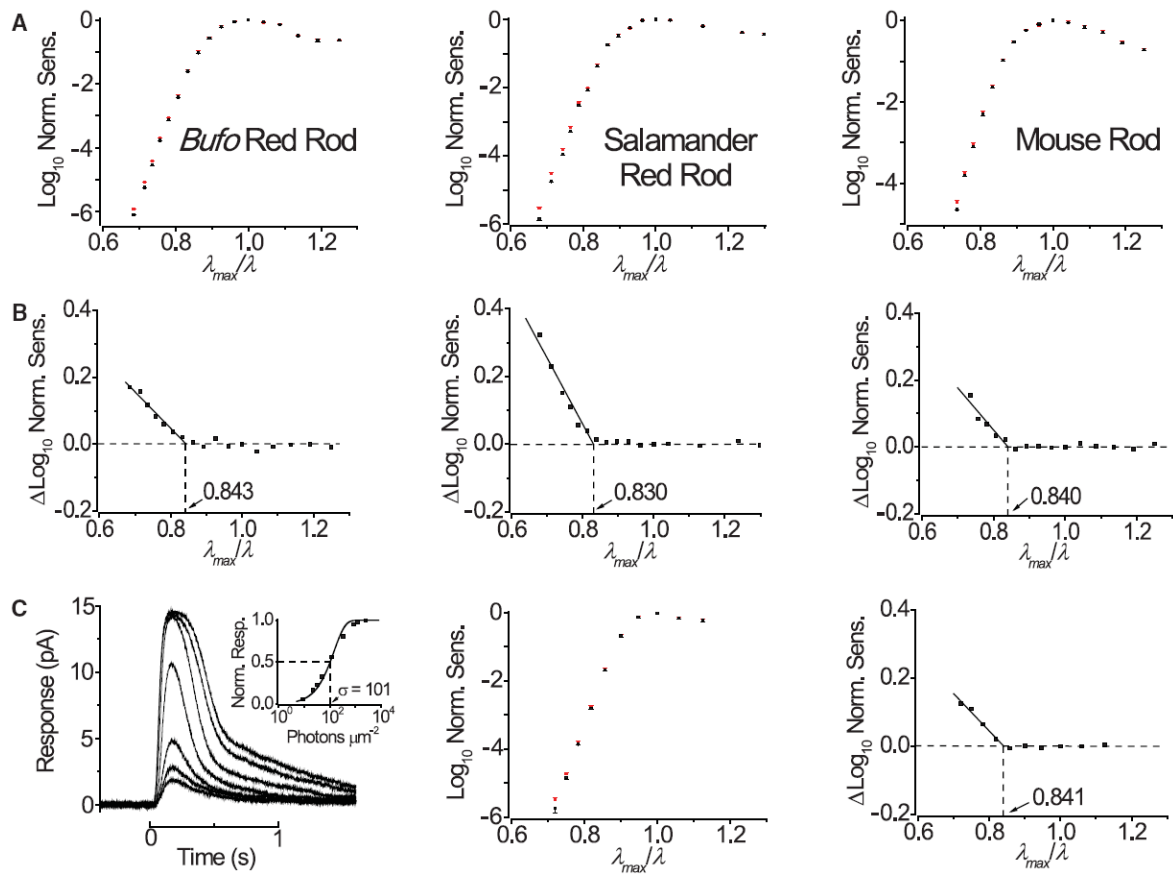 A
Log10 Norm. Sens.
0
-2
-4
-6
Bufo Red Rod
0.6 0.8 1.0 1.2
λmax/λ
Log10 Norm. Sens.
0
-2
-4
-6
Salamander
Red Rod
0.6 0.8 1.0 1.2
λmax/λ
Log10 Norm. Sens.
0
-2
-4
Mouse Rod
0.6 0.8 1.0 1.2
λmax/λ
B
ΔLog10 Norm. Sens.
0.4
0.2
0.0
-0.2
0.843
0.6 0.8 1.0 1.2
λmax/λ
ΔLog10 Norm. Sens.
0.4
0.2
0.0
-0.2
0.830
0.6 0.8 1.0 1.2
λmax/λ
ΔLog10 Norm. Sens.
0.4
0.2
0.0
-0.2
0.840
0.6 0.8 1.0 1.2
λmax/λ
C
Response (pA)
15
10
5
0
0 1
Time (s)
Norm. Resp.
1.0
0.5
0.0
σ = 101
10^0 10^2 10^4
Photons μm-2
Log10 Norm. Sens.
0
-2
-4
-6
0.6 0.8 1.0 1.2
λmax/λ
ΔLog10 Norm. Sens.
0.4
0.2
0.0
-0.2
0.841
0.6 0.8 1.0 1.2
λmax/λ